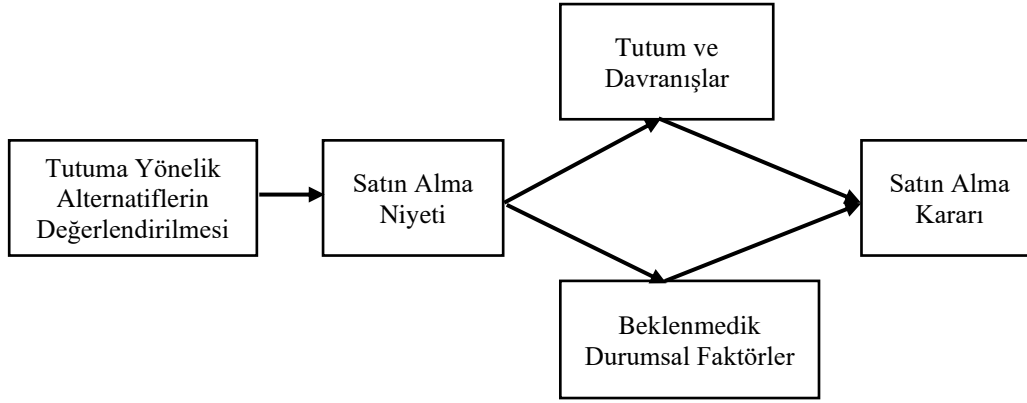 Tutuma Yönelik
Alternatiflerin
Değerlendirilmesi
Satın Alma
Niyeti
Tutum ve
Davranışlar
Beklenmedik
Durumsal Faktörler
Satın Alma
Kararı